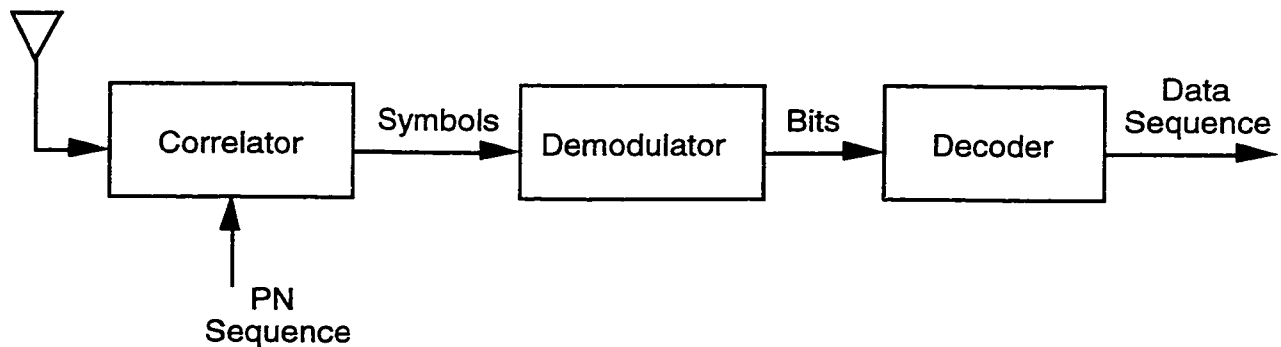 Correlator
Symbols
Demodulator
Bits
Decoder
Data
Sequence
PN
Sequence